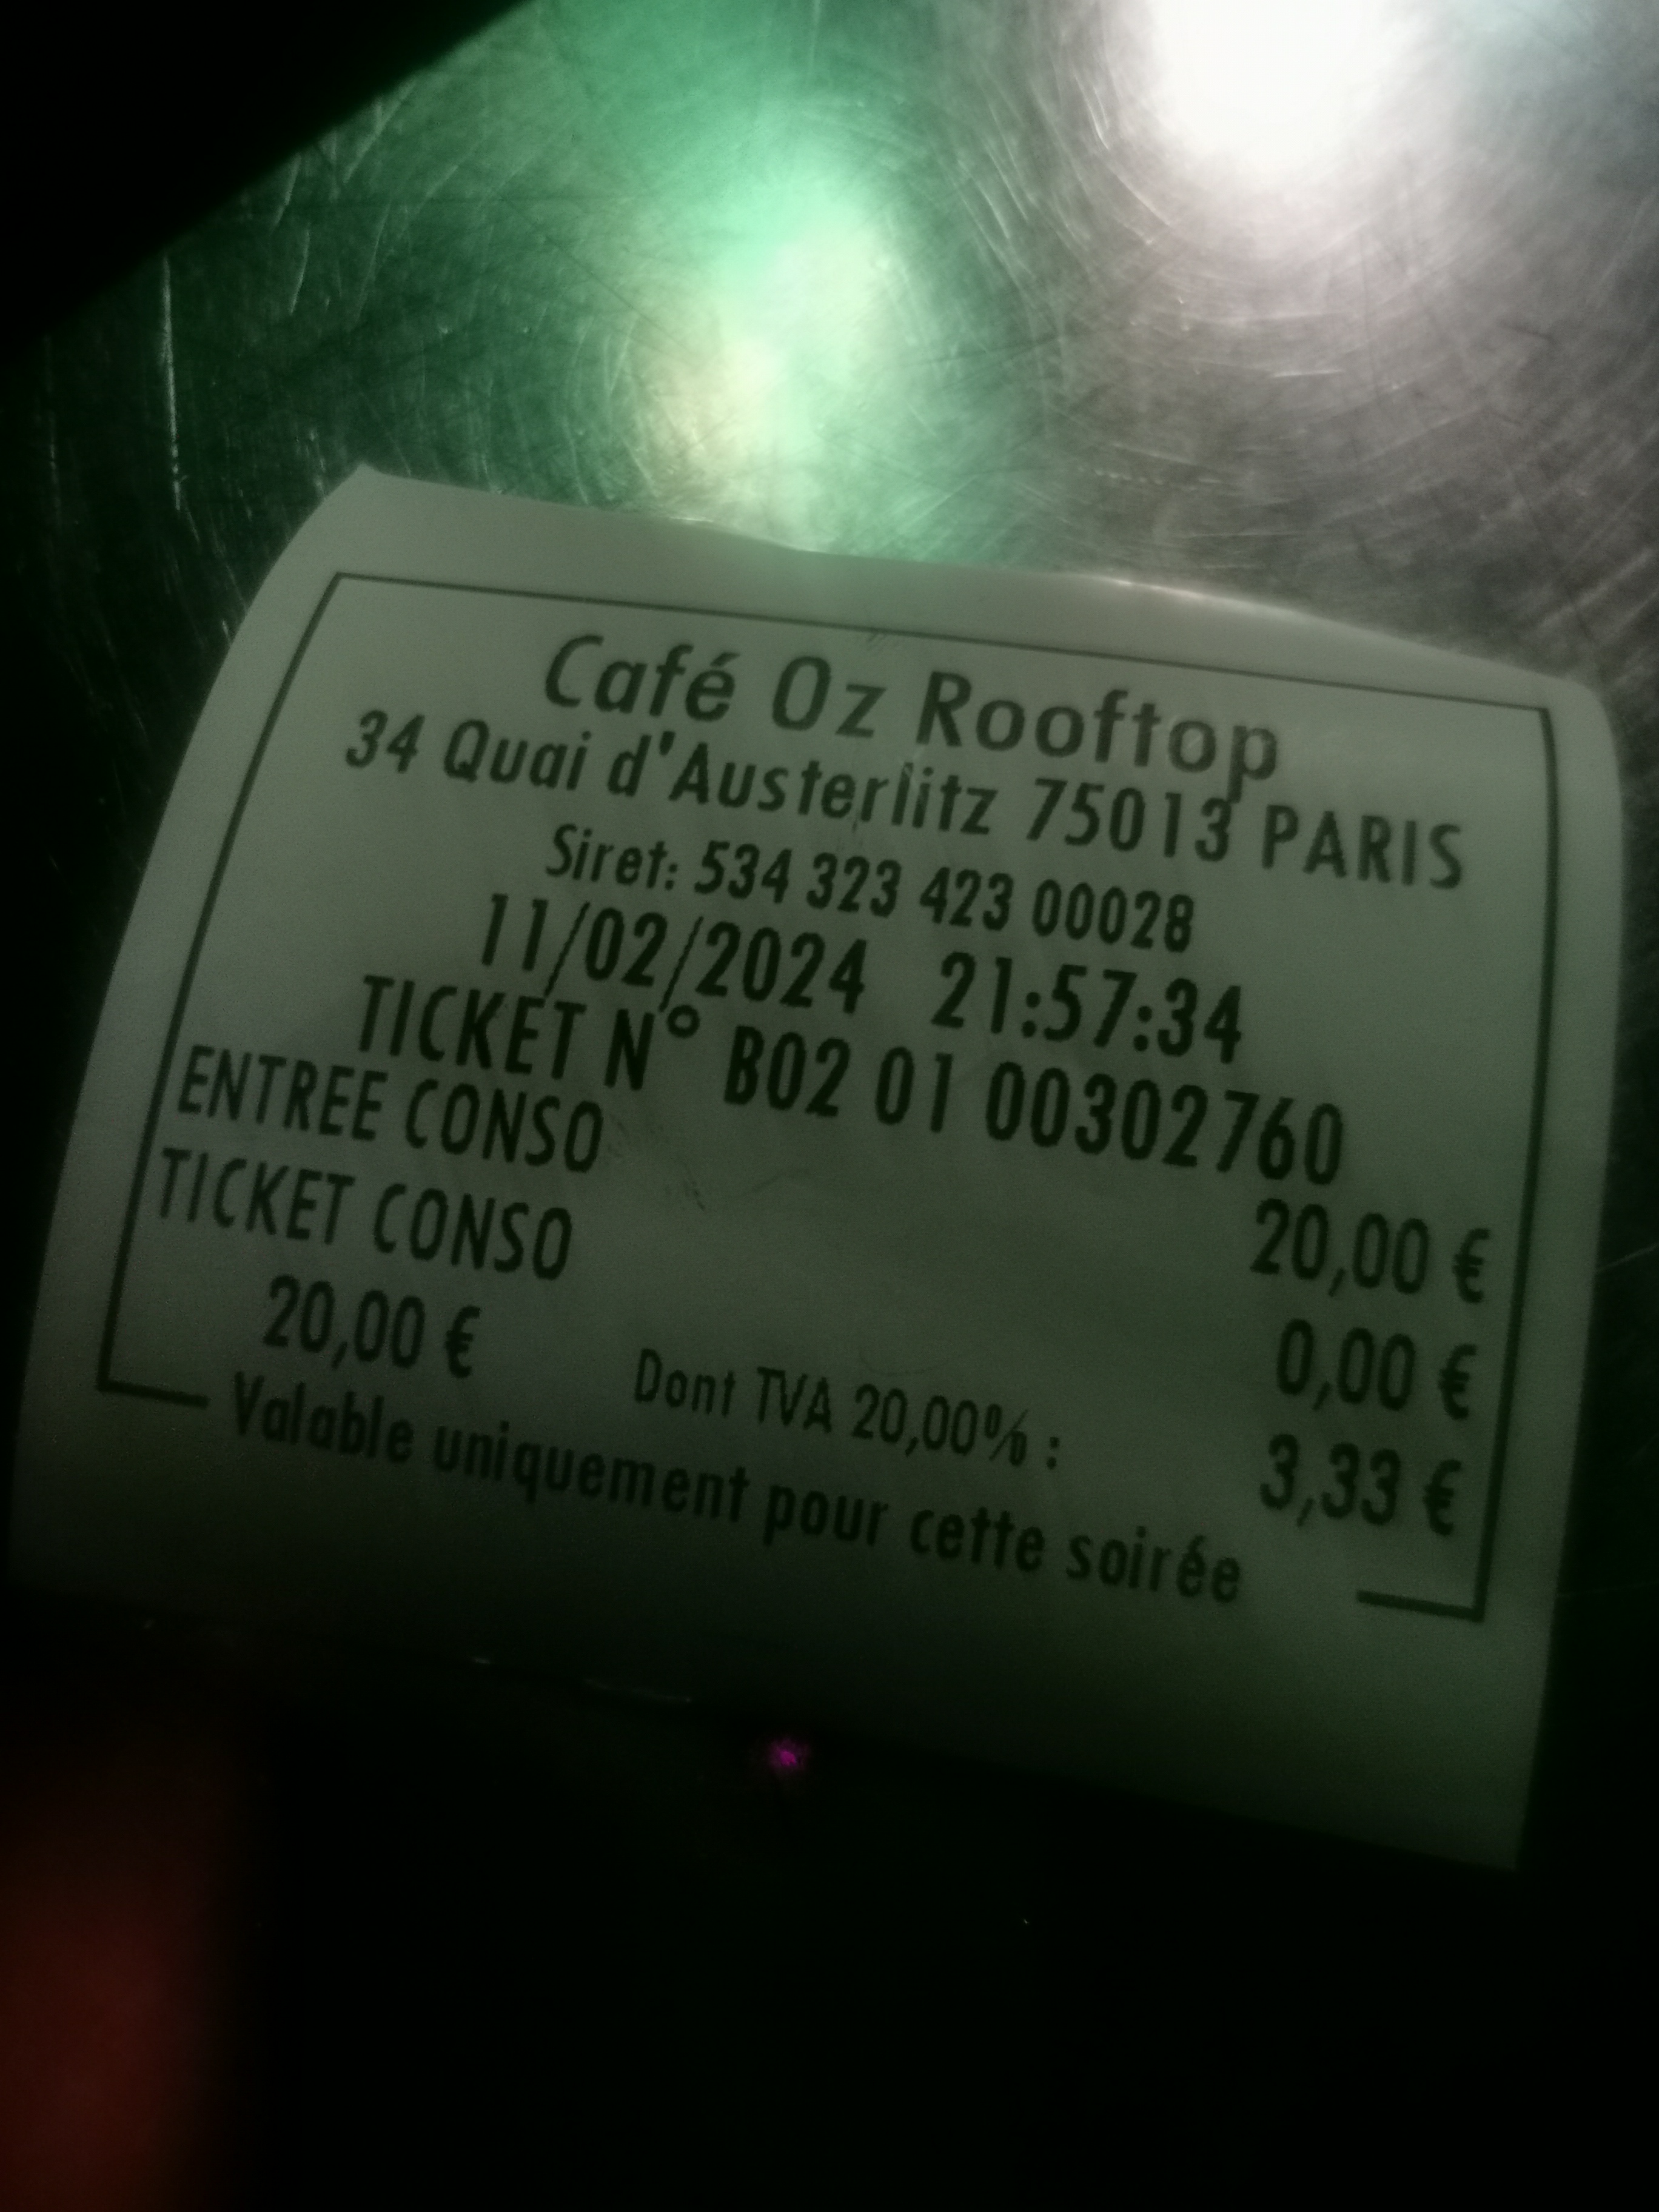 Café Oz Rooftop
34 Quai d'Austerlitz 75013 PARIS
Siret: 534 323 423 00028
11/02/2024 21:57:34
TICKET N° B02 01 00302760
ENTREE CONSO 20,00 €
TICKET CONSO 0,00 €
20,00 € Dont TVA 20,00% : 3,33 €
Valable uniquement pour cette soirée